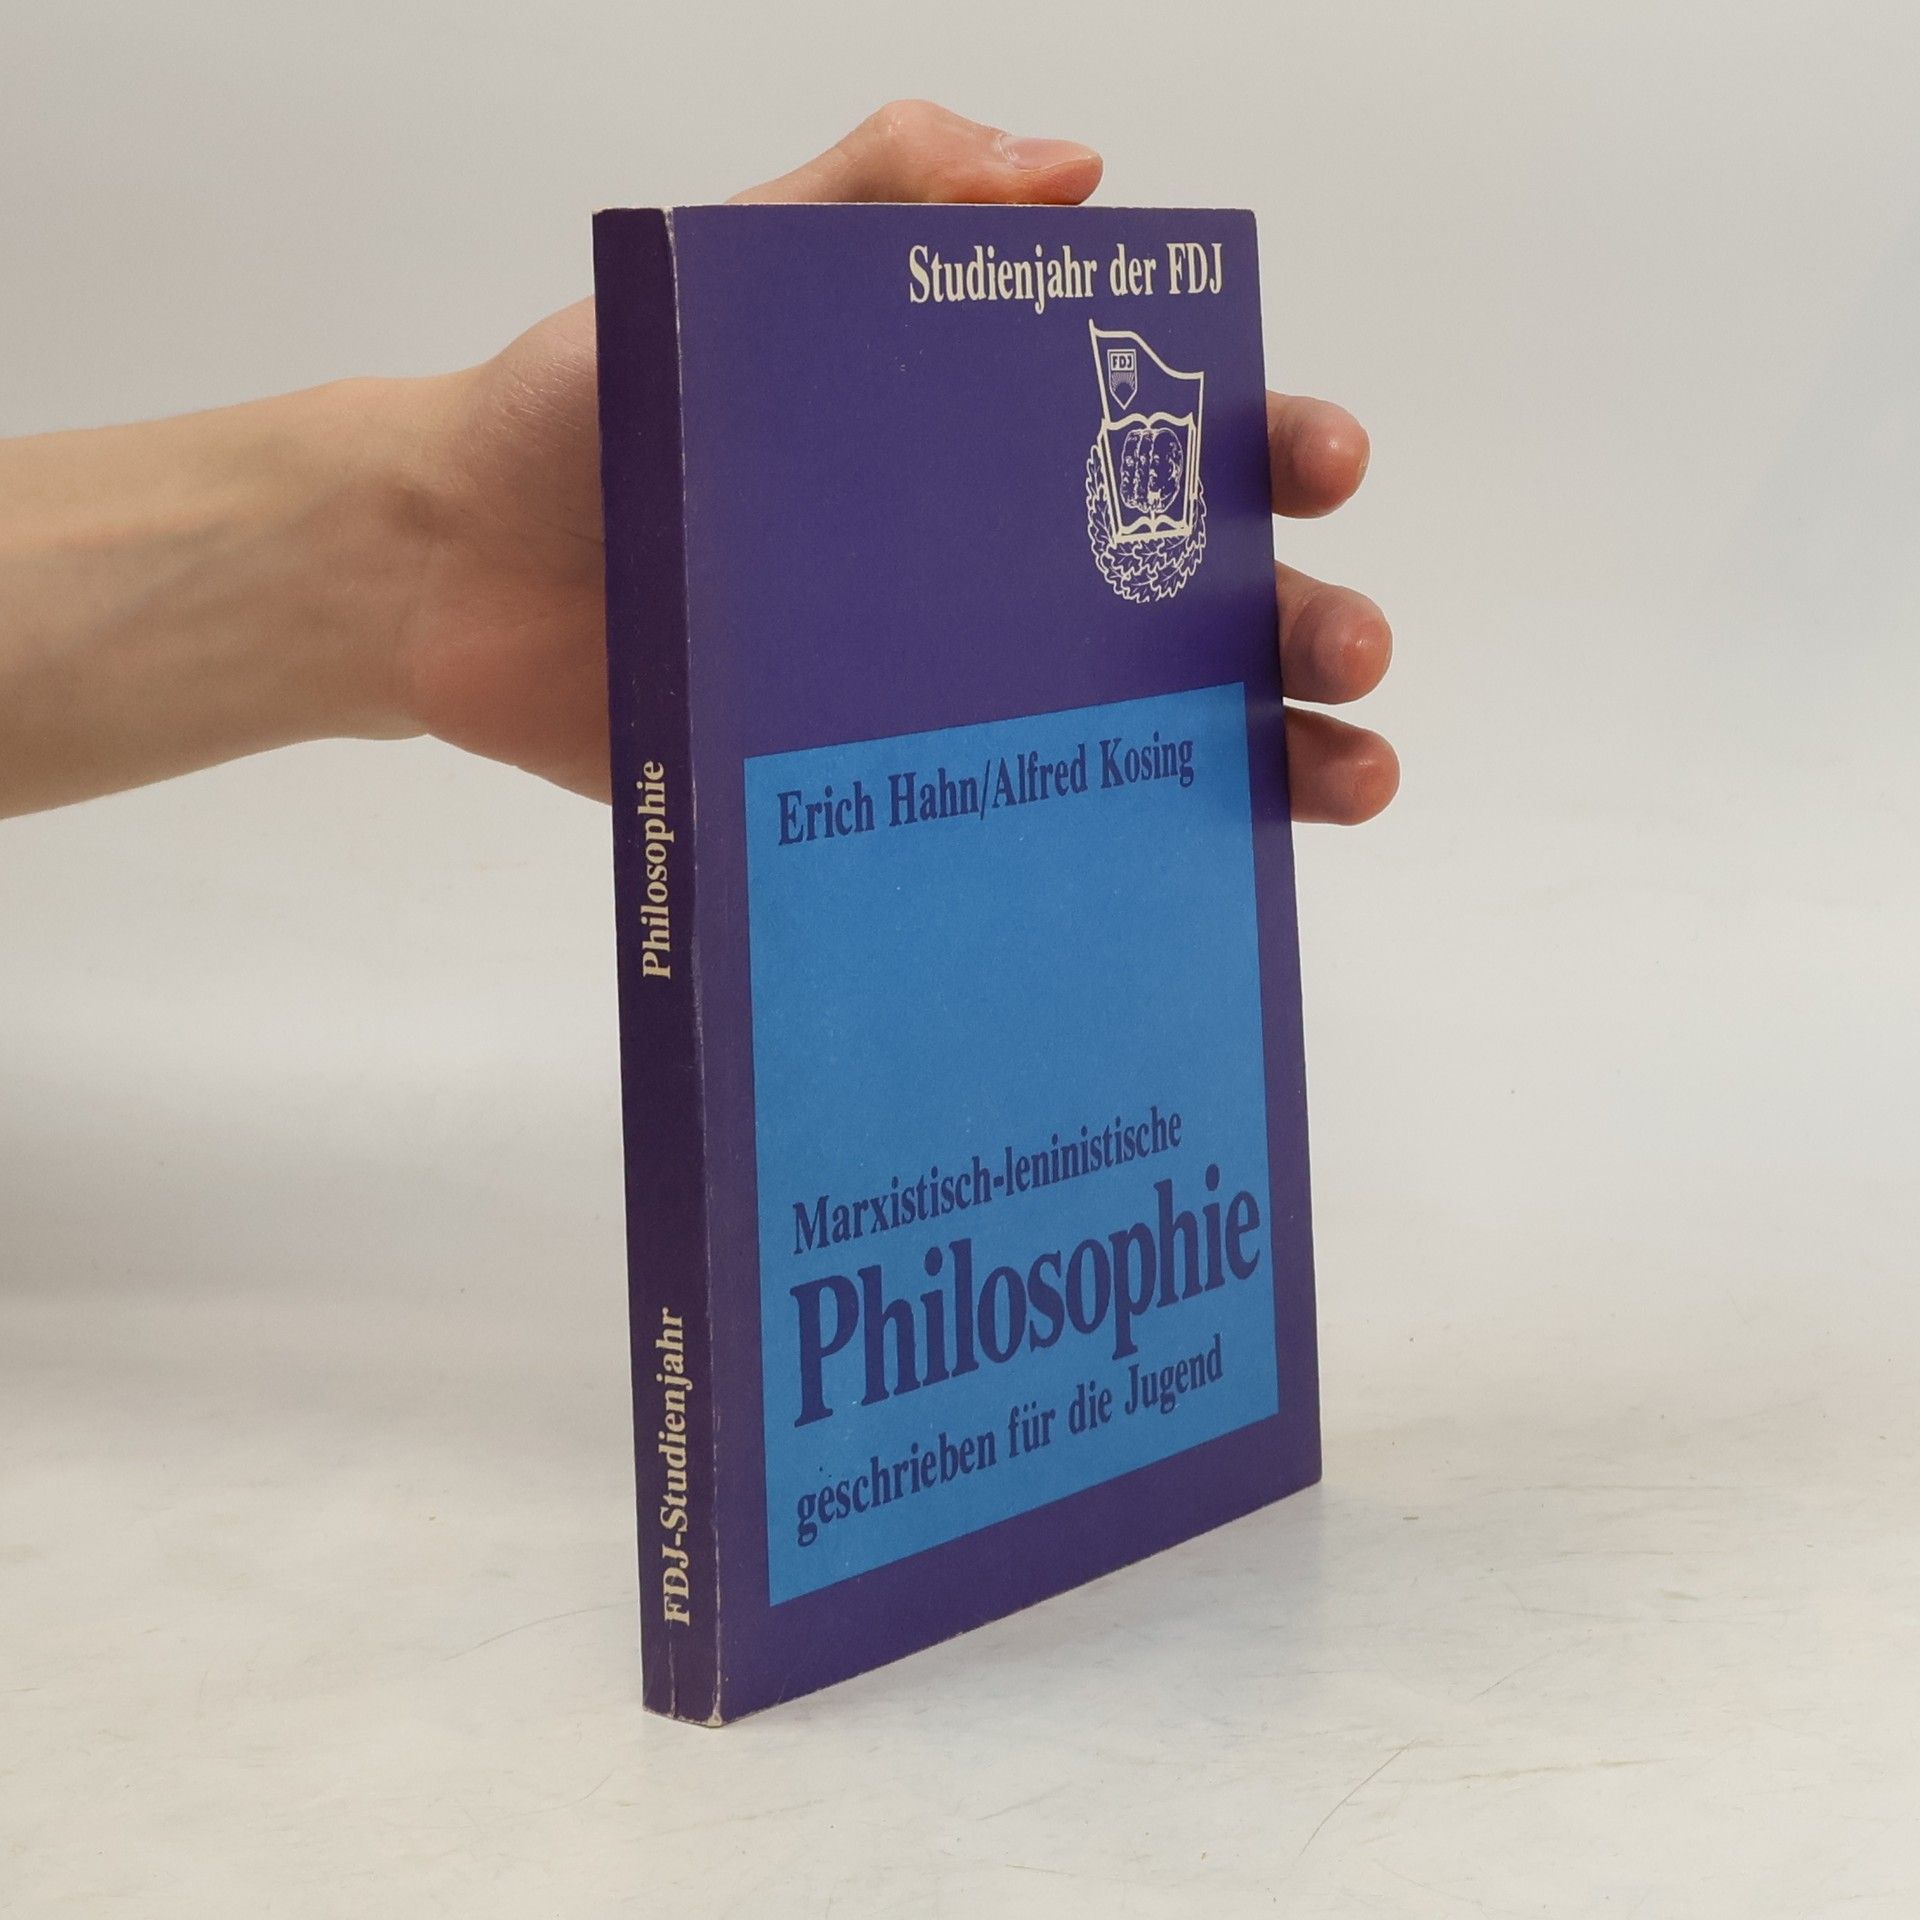 Studienjahr der FDJ
FDJ
Erich Hahn/Alfred Kosing
Marxistisch-leninistische
Philosophie
geschrieben für die Jugend
Philosophie
FDJ-Studienjahr